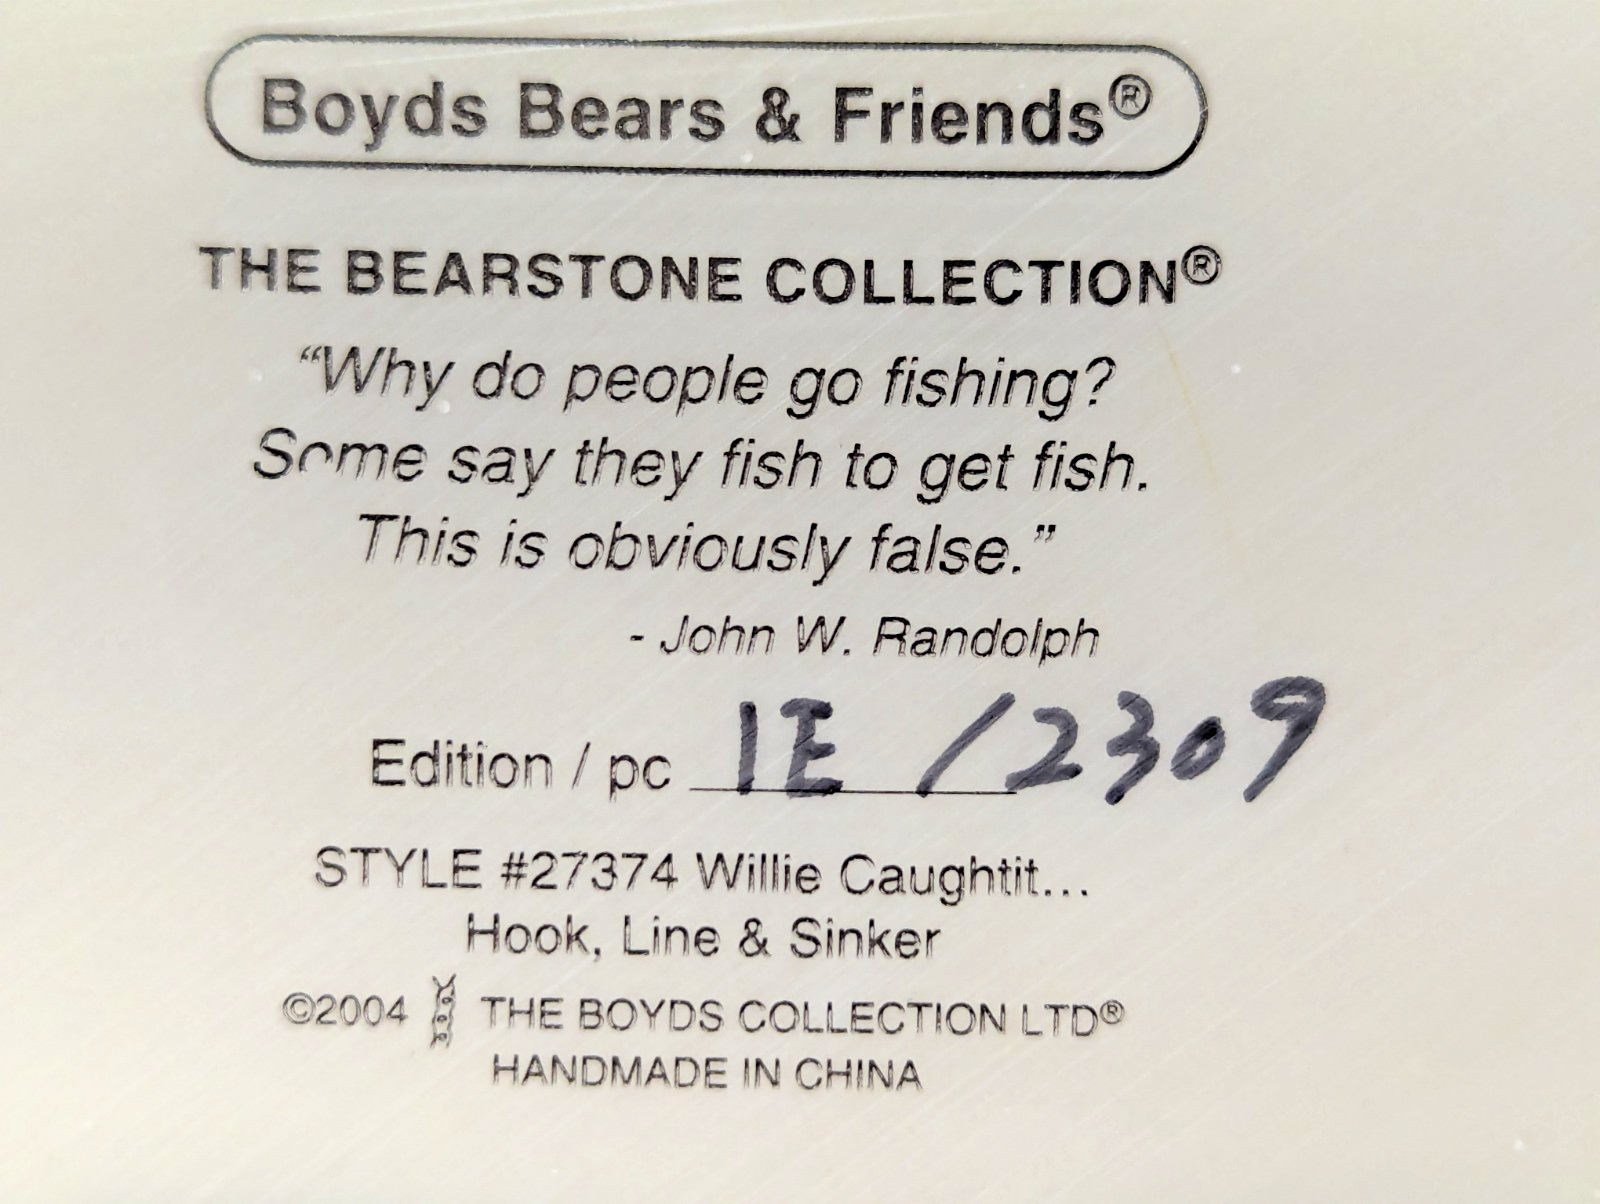 Boyds Bears & Friends®
THE BEARSTONE COLLECTION®
“Why do people go fishing?
Some say they fish to get fish.
This is obviously false.”
- John W. Randolph
Edition / pc 1E / 2309
STYLE #27374 Willie Caughtit...
Hook, Line & Sinker
©2004 THE BOYDS COLLECTION LTD®
HANDMADE IN CHINA